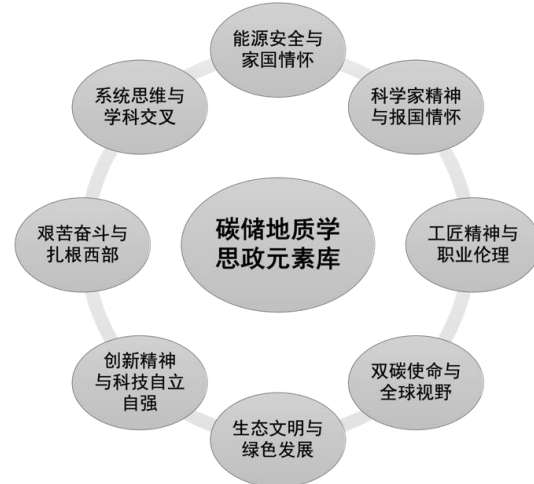 能源安全与
家国情怀
科学家精神
与报国情怀
工匠精神与
职业伦理
双碳使命与
全球视野
生态文明与
绿色发展
创新精神
与科技自立
自强
艰苦奋斗与
扎根西部
系统思维与
学科交叉
碳储地质学
思政元素库